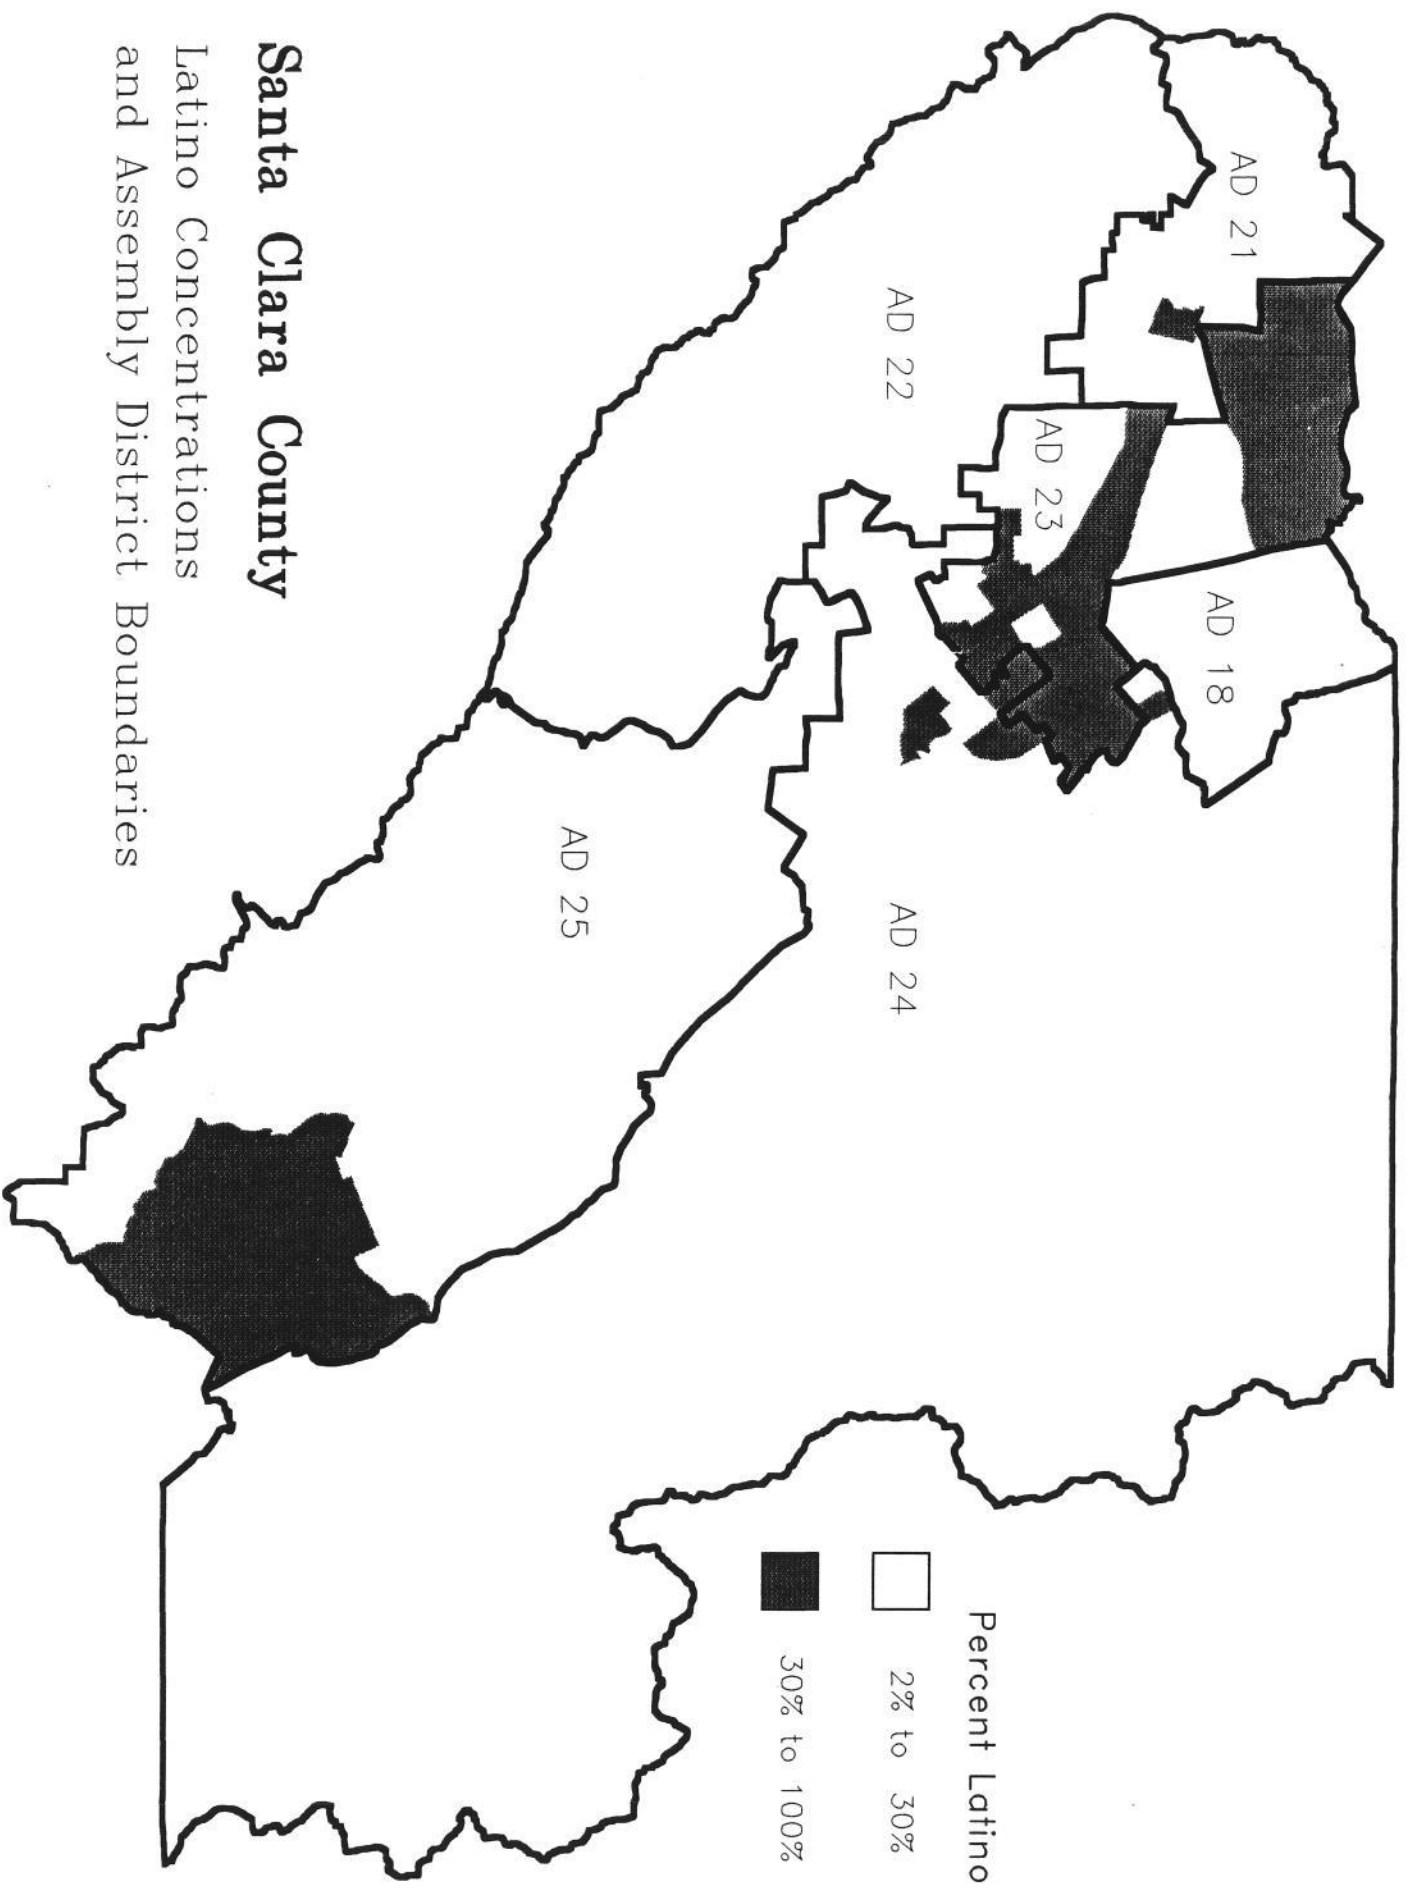 AD 21
AD 18
AD 23
AD 22
AD 24
AD 25
Percent Latino
2% to 30%
30% to 100%
Santa Clara County
Latino Concentrations
and Assembly District Boundaries